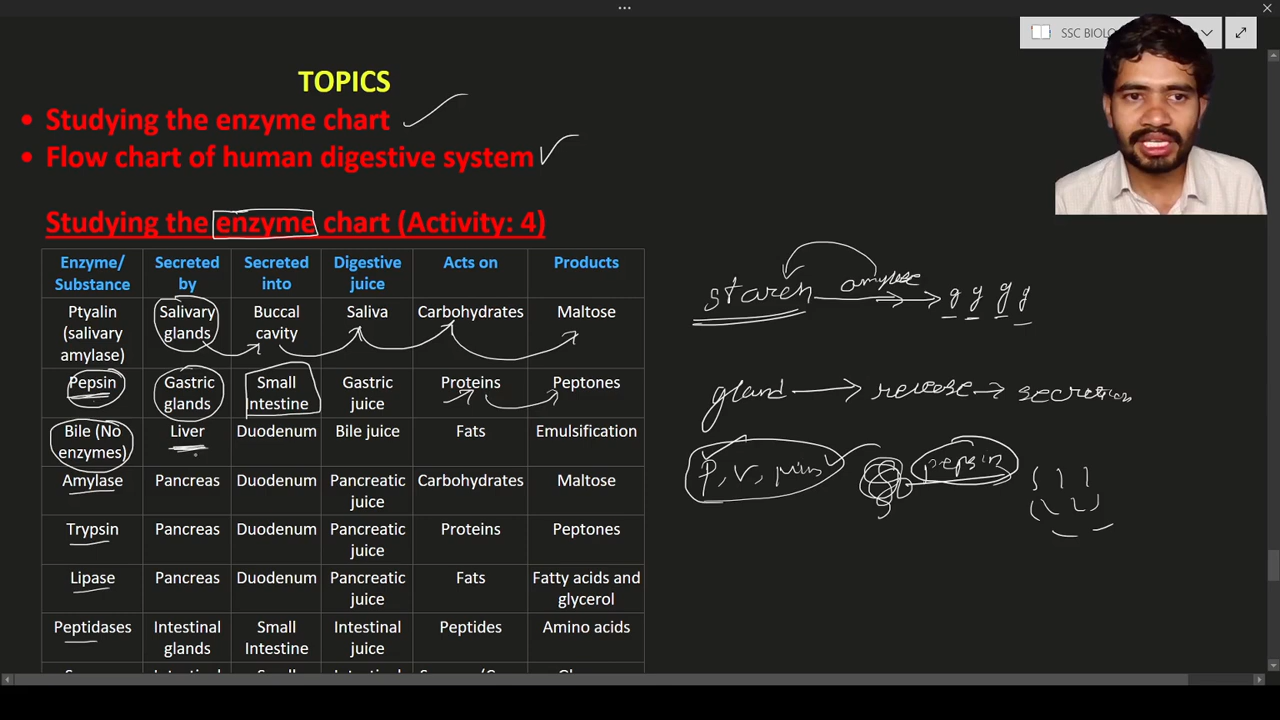 SSC BIOLO
TOPICS
• Studying the enzyme chart
• Flow chart of human digestive system
Studying the enzyme chart (Activity: 4)
Enzyme/ Substance Secreted by Secreted into Digestive juice Acts on Products
Ptyalin (salivary amylase) Salivary glands Buccal cavity Saliva Carbohydrates Maltose
Pepsin Gastric glands Small Intestine Gastric juice Proteins Peptones
Bile (No enzymes) Liver Duodenum Bile juice Fats Emulsification
Amylase Pancreas Duodenum Pancreatic juice Carbohydrates Maltose
Trypsin Pancreas Duodenum Pancreatic juice Proteins Peptones
Lipase Pancreas Duodenum Pancreatic juice Fats Fatty acids and glycerol
Peptidases Intestinal glands Small Intestine Intestinal juice Peptides Amino acids
starch amylase g g g g
gland release secretions
pepsin